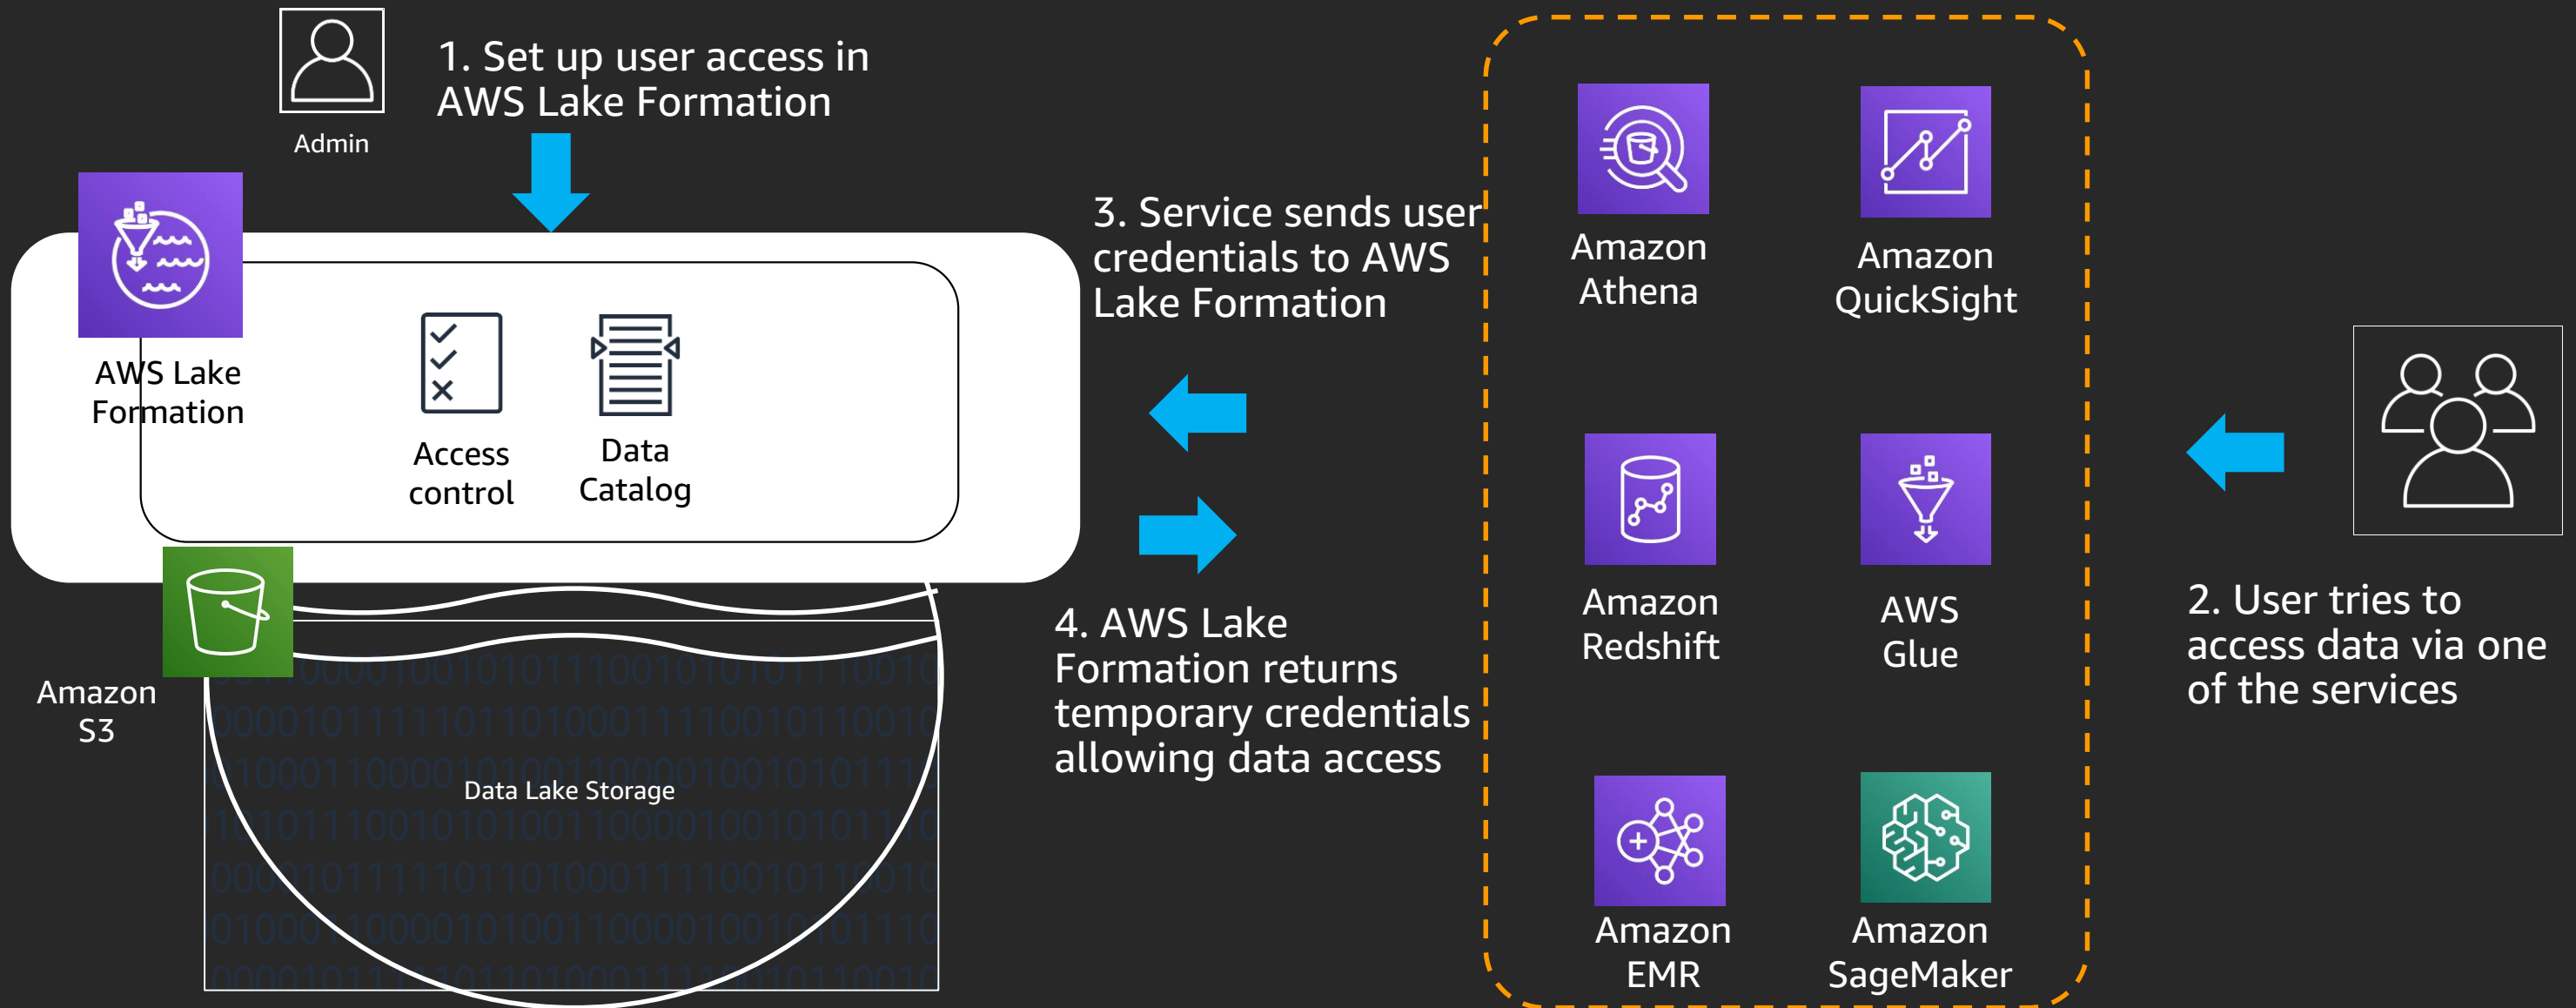 Admin
1. Set up user access in
AWS Lake Formation
AWS Lake
Formation
Access
control
Data
Catalog
Amazon
S3
Data Lake Storage
3. Service sends user
credentials to AWS
Lake Formation
4. AWS Lake
Formation returns
temporary credentials
allowing data access
Amazon
Athena
Amazon
QuickSight
Amazon
Redshift
AWS
Glue
Amazon
EMR
Amazon
SageMaker
2. User tries to
access data via one
of the services